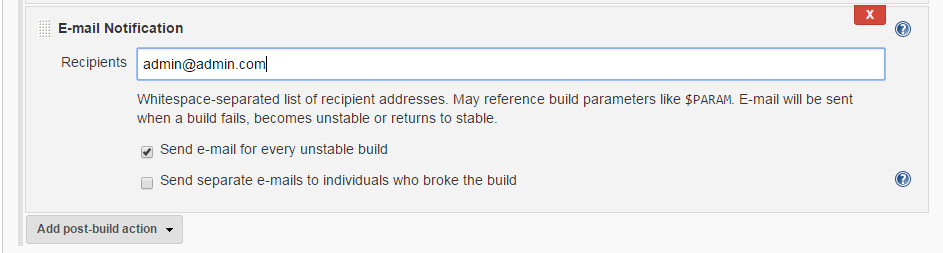 X
E-mail Notification
?
Recipients admin@admin.com
Whitespace-separated list of recipient addresses. May reference build parameters like $PARAM. E-mail will be sent
when a build fails, becomes unstable or returns to stable.
Send e-mail for every unstable build
Send separate e-mails to individuals who broke the build
?
Add post-build action